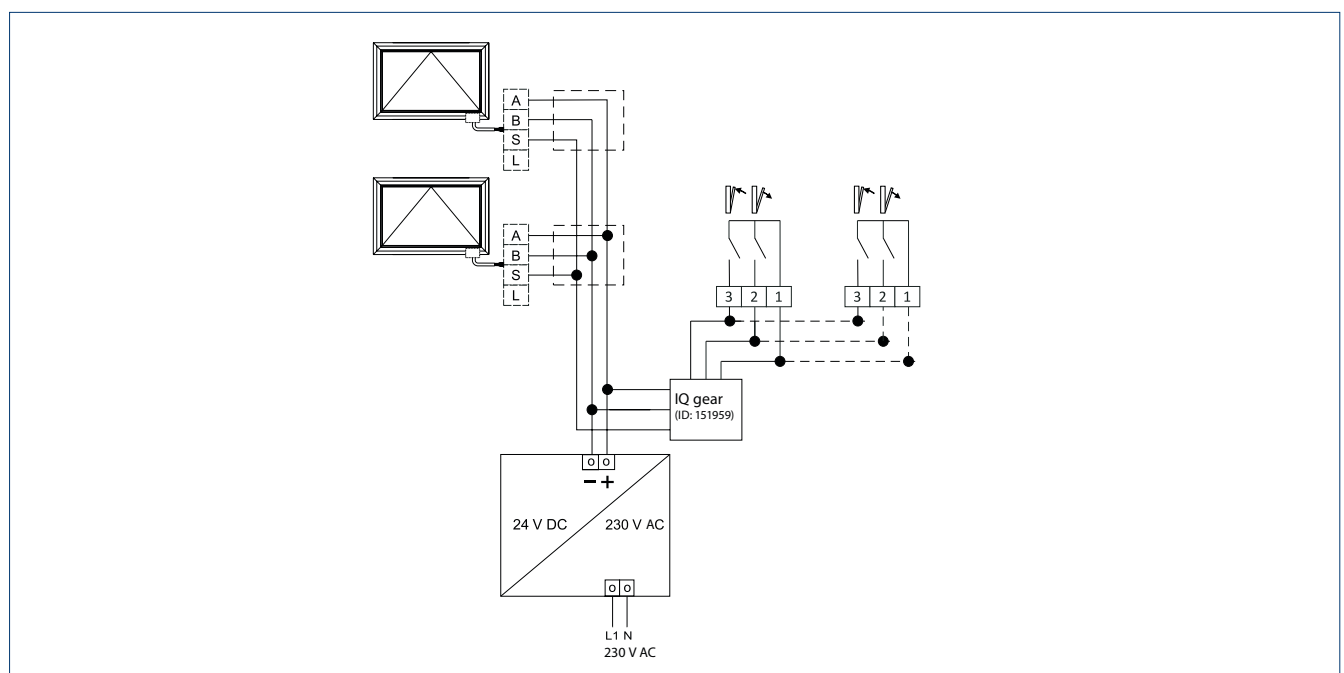 A
B
S
L
A
B
S
L
3 2 1
3 2 1
IQ gear
(ID: 151959)
o o
− +
24 V DC
230 V AC
o o
L1 N
230 V AC